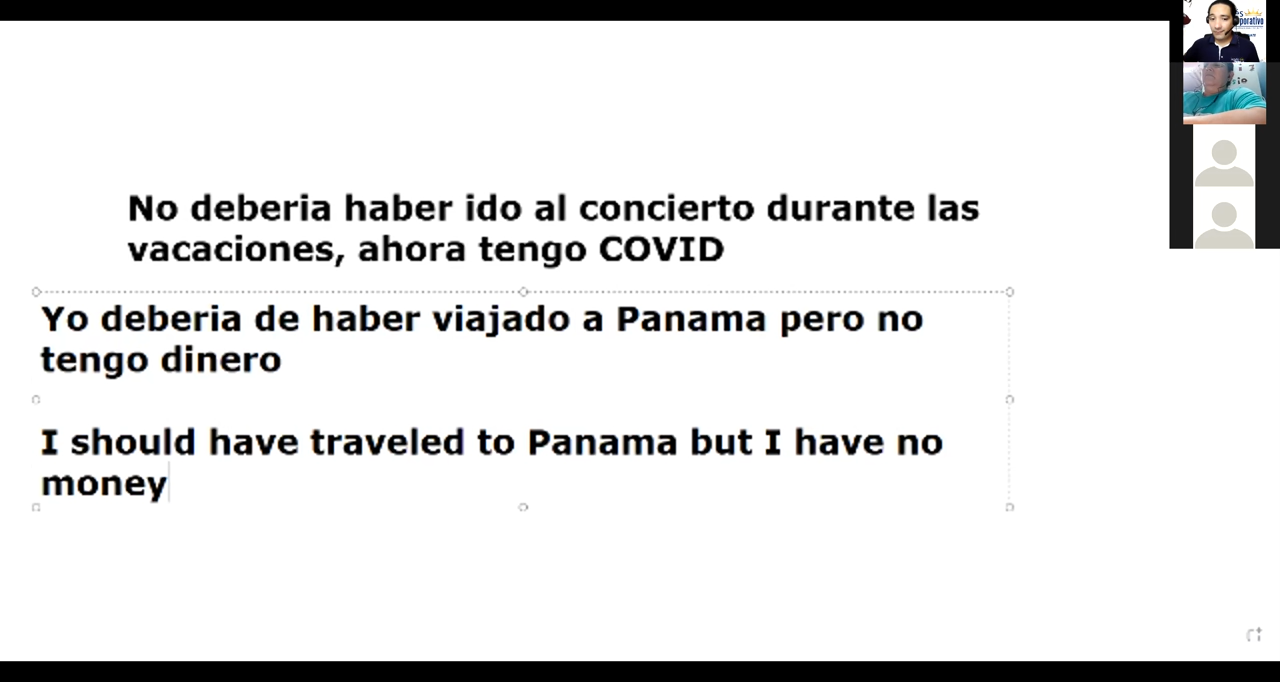 No deberia haber ido al concierto durante las
vacaciones, ahora tengo COVID
Yo deberia de haber viajado a Panama pero no
tengo dinero
I should have traveled to Panama but I have no
money